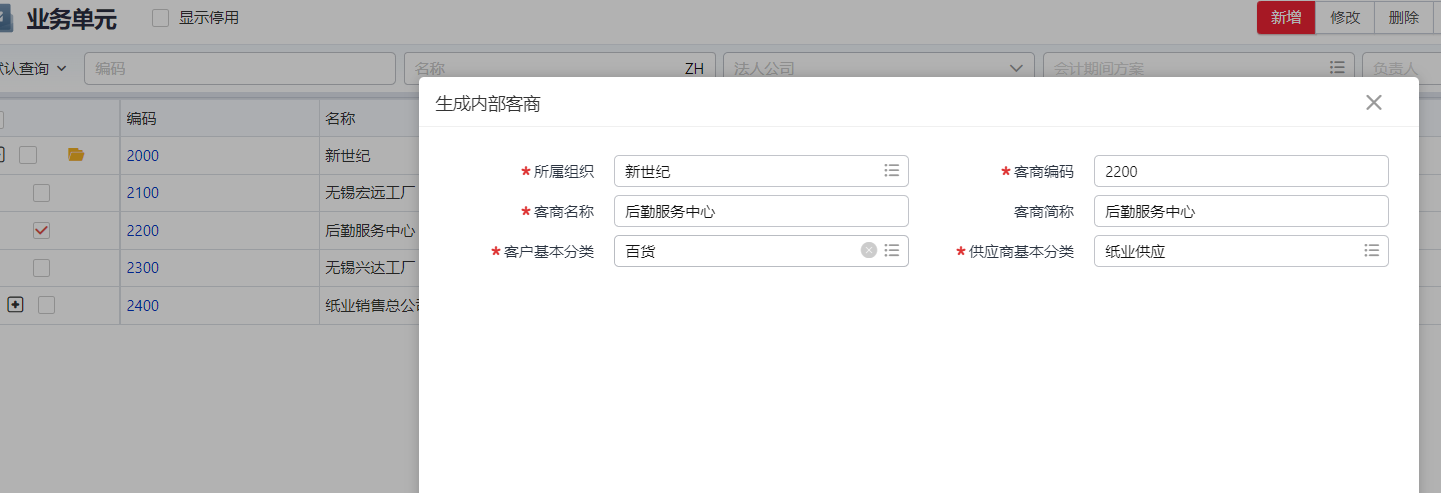 业务单元 显示停用 新增 修改 删除
默认查询 编码 名称 ZH 法人公司 会计期间方案 负责人
生成内部客商
编码 名称
2000 新世纪
2100 无锡宏远工厂
2200 后勤服务中心
2300 无锡兴达工厂
2400 纸业销售总公司
*所属组织 新世纪 *客商编码 2200
*客商名称 后勤服务中心 客商简称 后勤服务中心
*客户基本分类 百货 *供应商基本分类 纸业供应